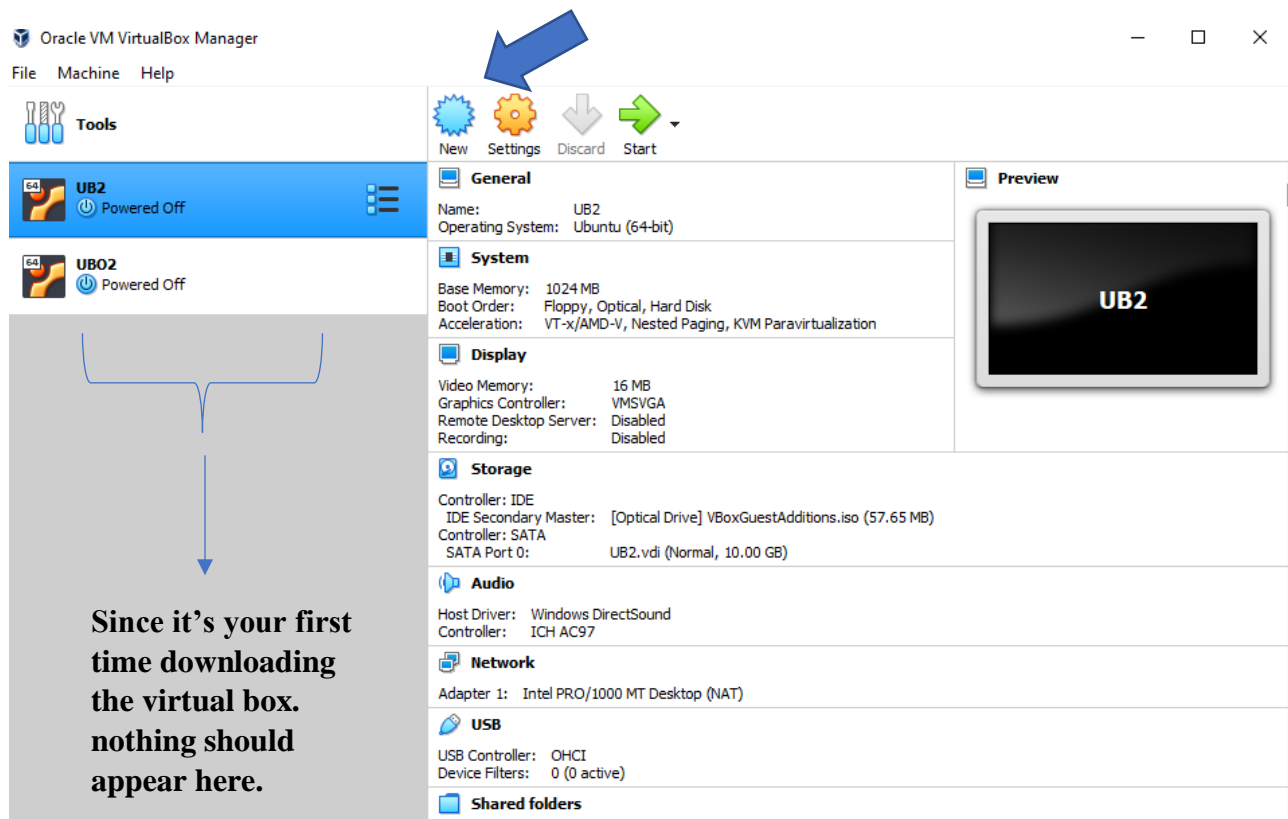 Oracle VM VirtualBox Manager
File Machine Help
Tools
New Settings Discard Start
64 UB2
Powered Off
64 UBO2
Powered Off
Since it’s your first
time downloading
the virtual box.
nothing should
appear here.
General
Name: UB2
Operating System: Ubuntu (64-bit)
System
Base Memory: 1024 MB
Boot Order: Floppy, Optical, Hard Disk
Acceleration: VT-x/AMD-V, Nested Paging, KVM Paravirtualization
Display
Video Memory: 16 MB
Graphics Controller: VMSVGA
Remote Desktop Server: Disabled
Recording: Disabled
Storage
Controller: IDE
IDE Secondary Master: [Optical Drive] VBoxGuestAdditions.iso (57.65 MB)
Controller: SATA
SATA Port 0: UB2.vdi (Normal, 10.00 GB)
Audio
Host Driver: Windows DirectSound
Controller: ICH AC97
Network
Adapter 1: Intel PRO/1000 MT Desktop (NAT)
USB
USB Controller: OHCI
Device Filters: 0 (0 active)
Shared folders
Preview
UB2